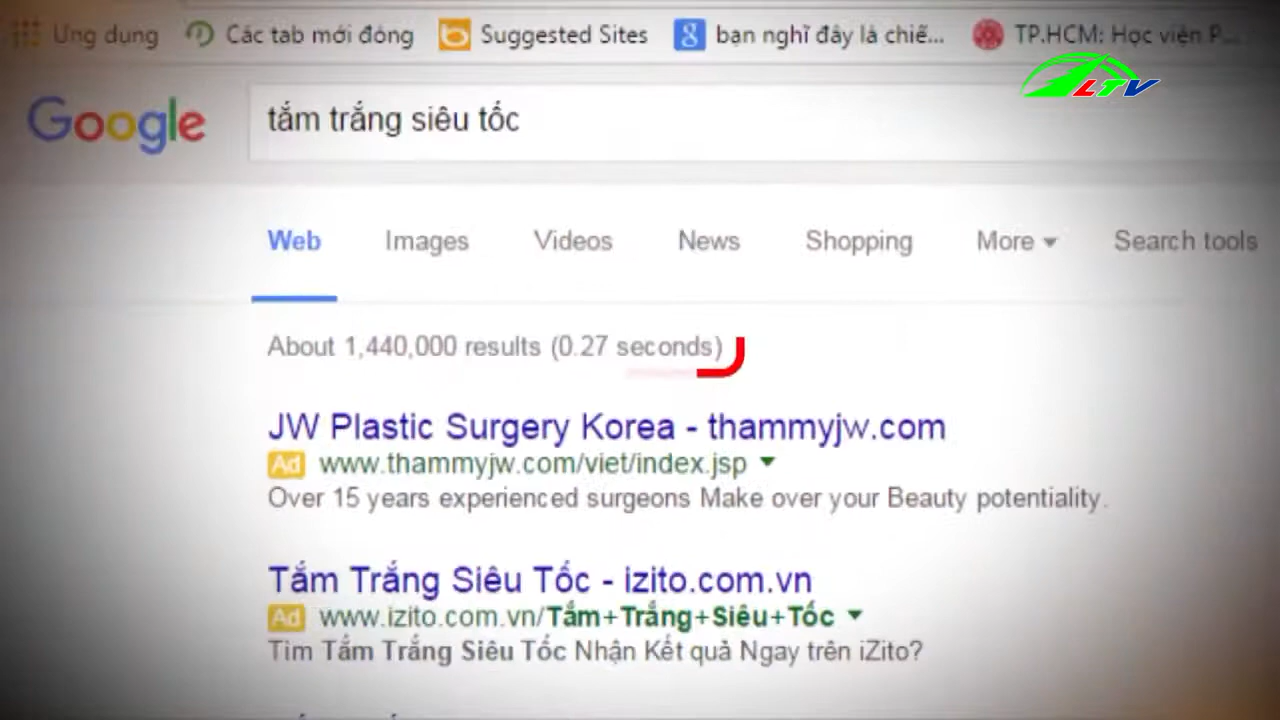 Ứng dụng Các tab mới đóng Suggested Sites bạn nghĩ đây là chiế... TP.HCM: Học viện P...
LTV
Google tắm trắng siêu tốc
Web Images Videos News Shopping More Search tools
About 1,440,000 results (0.27 seconds)
JW Plastic Surgery Korea - thammyjw.com
Ad www.thammyjw.com/viet/index.jsp
Over 15 years experienced surgeons Make over your Beauty potentiality.
Tắm Trắng Siêu Tốc - izito.com.vn
Ad www.izito.com.vn/Tắm+Trắng+Siêu+Tốc
Tìm Tắm Trắng Siêu Tốc Nhận Kết quả Ngay trên iZito?